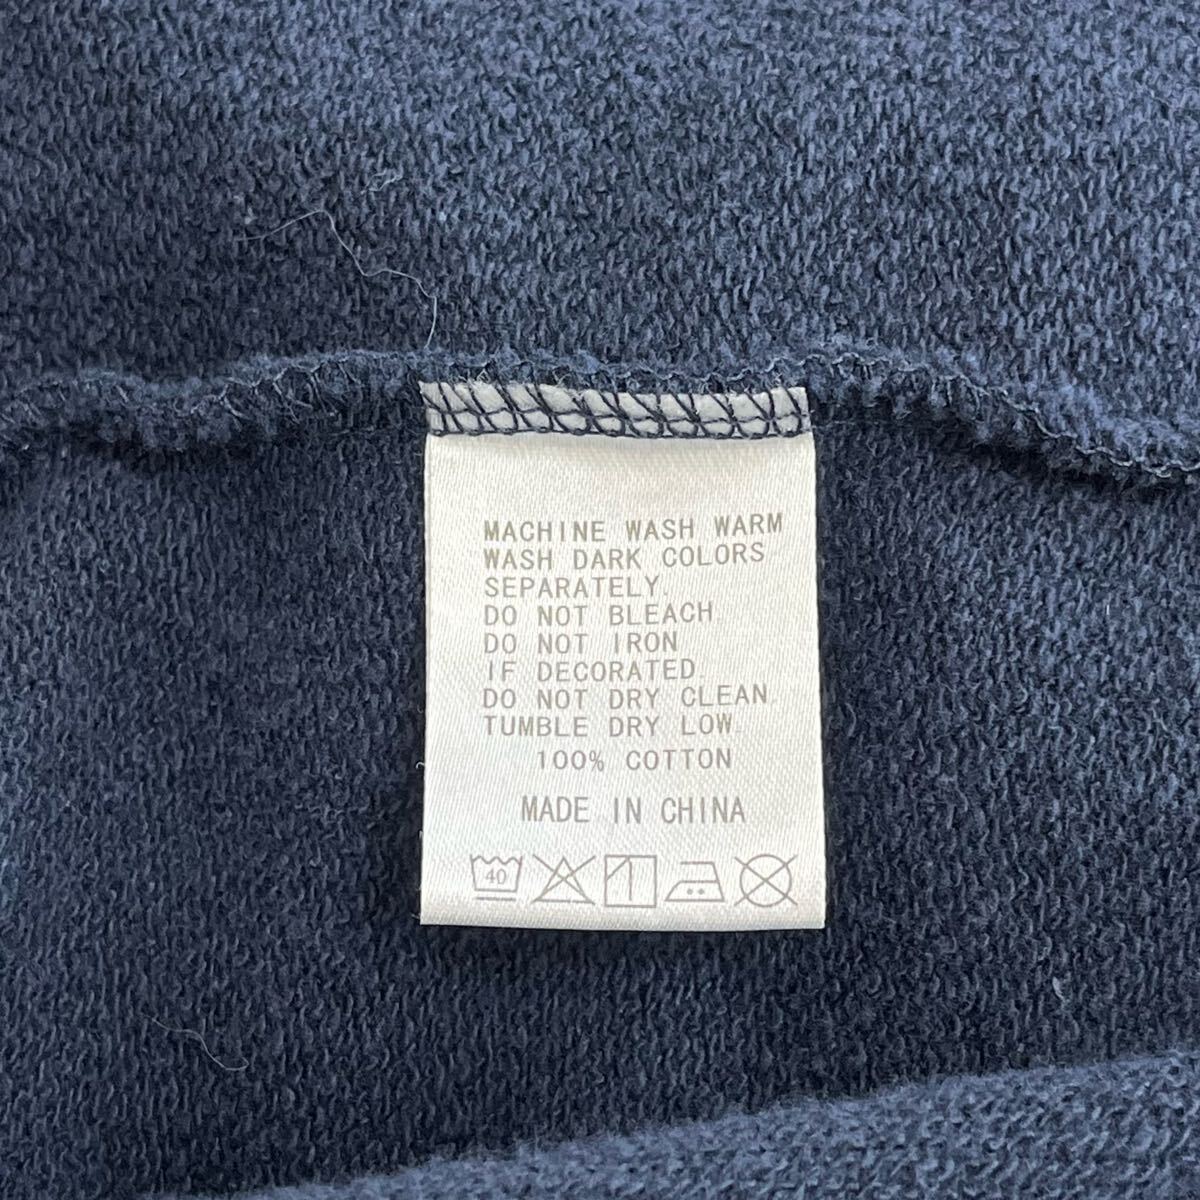 MACHINE WASH WARM
WASH DARK COLORS
SEPARATELY.
DO NOT BLEACH.
DO NOT IRON
IF DECORATED.
DO NOT DRY CLEAN.
TUMBLE DRY LOW.
100% COTTON
MADE IN CHINA
40